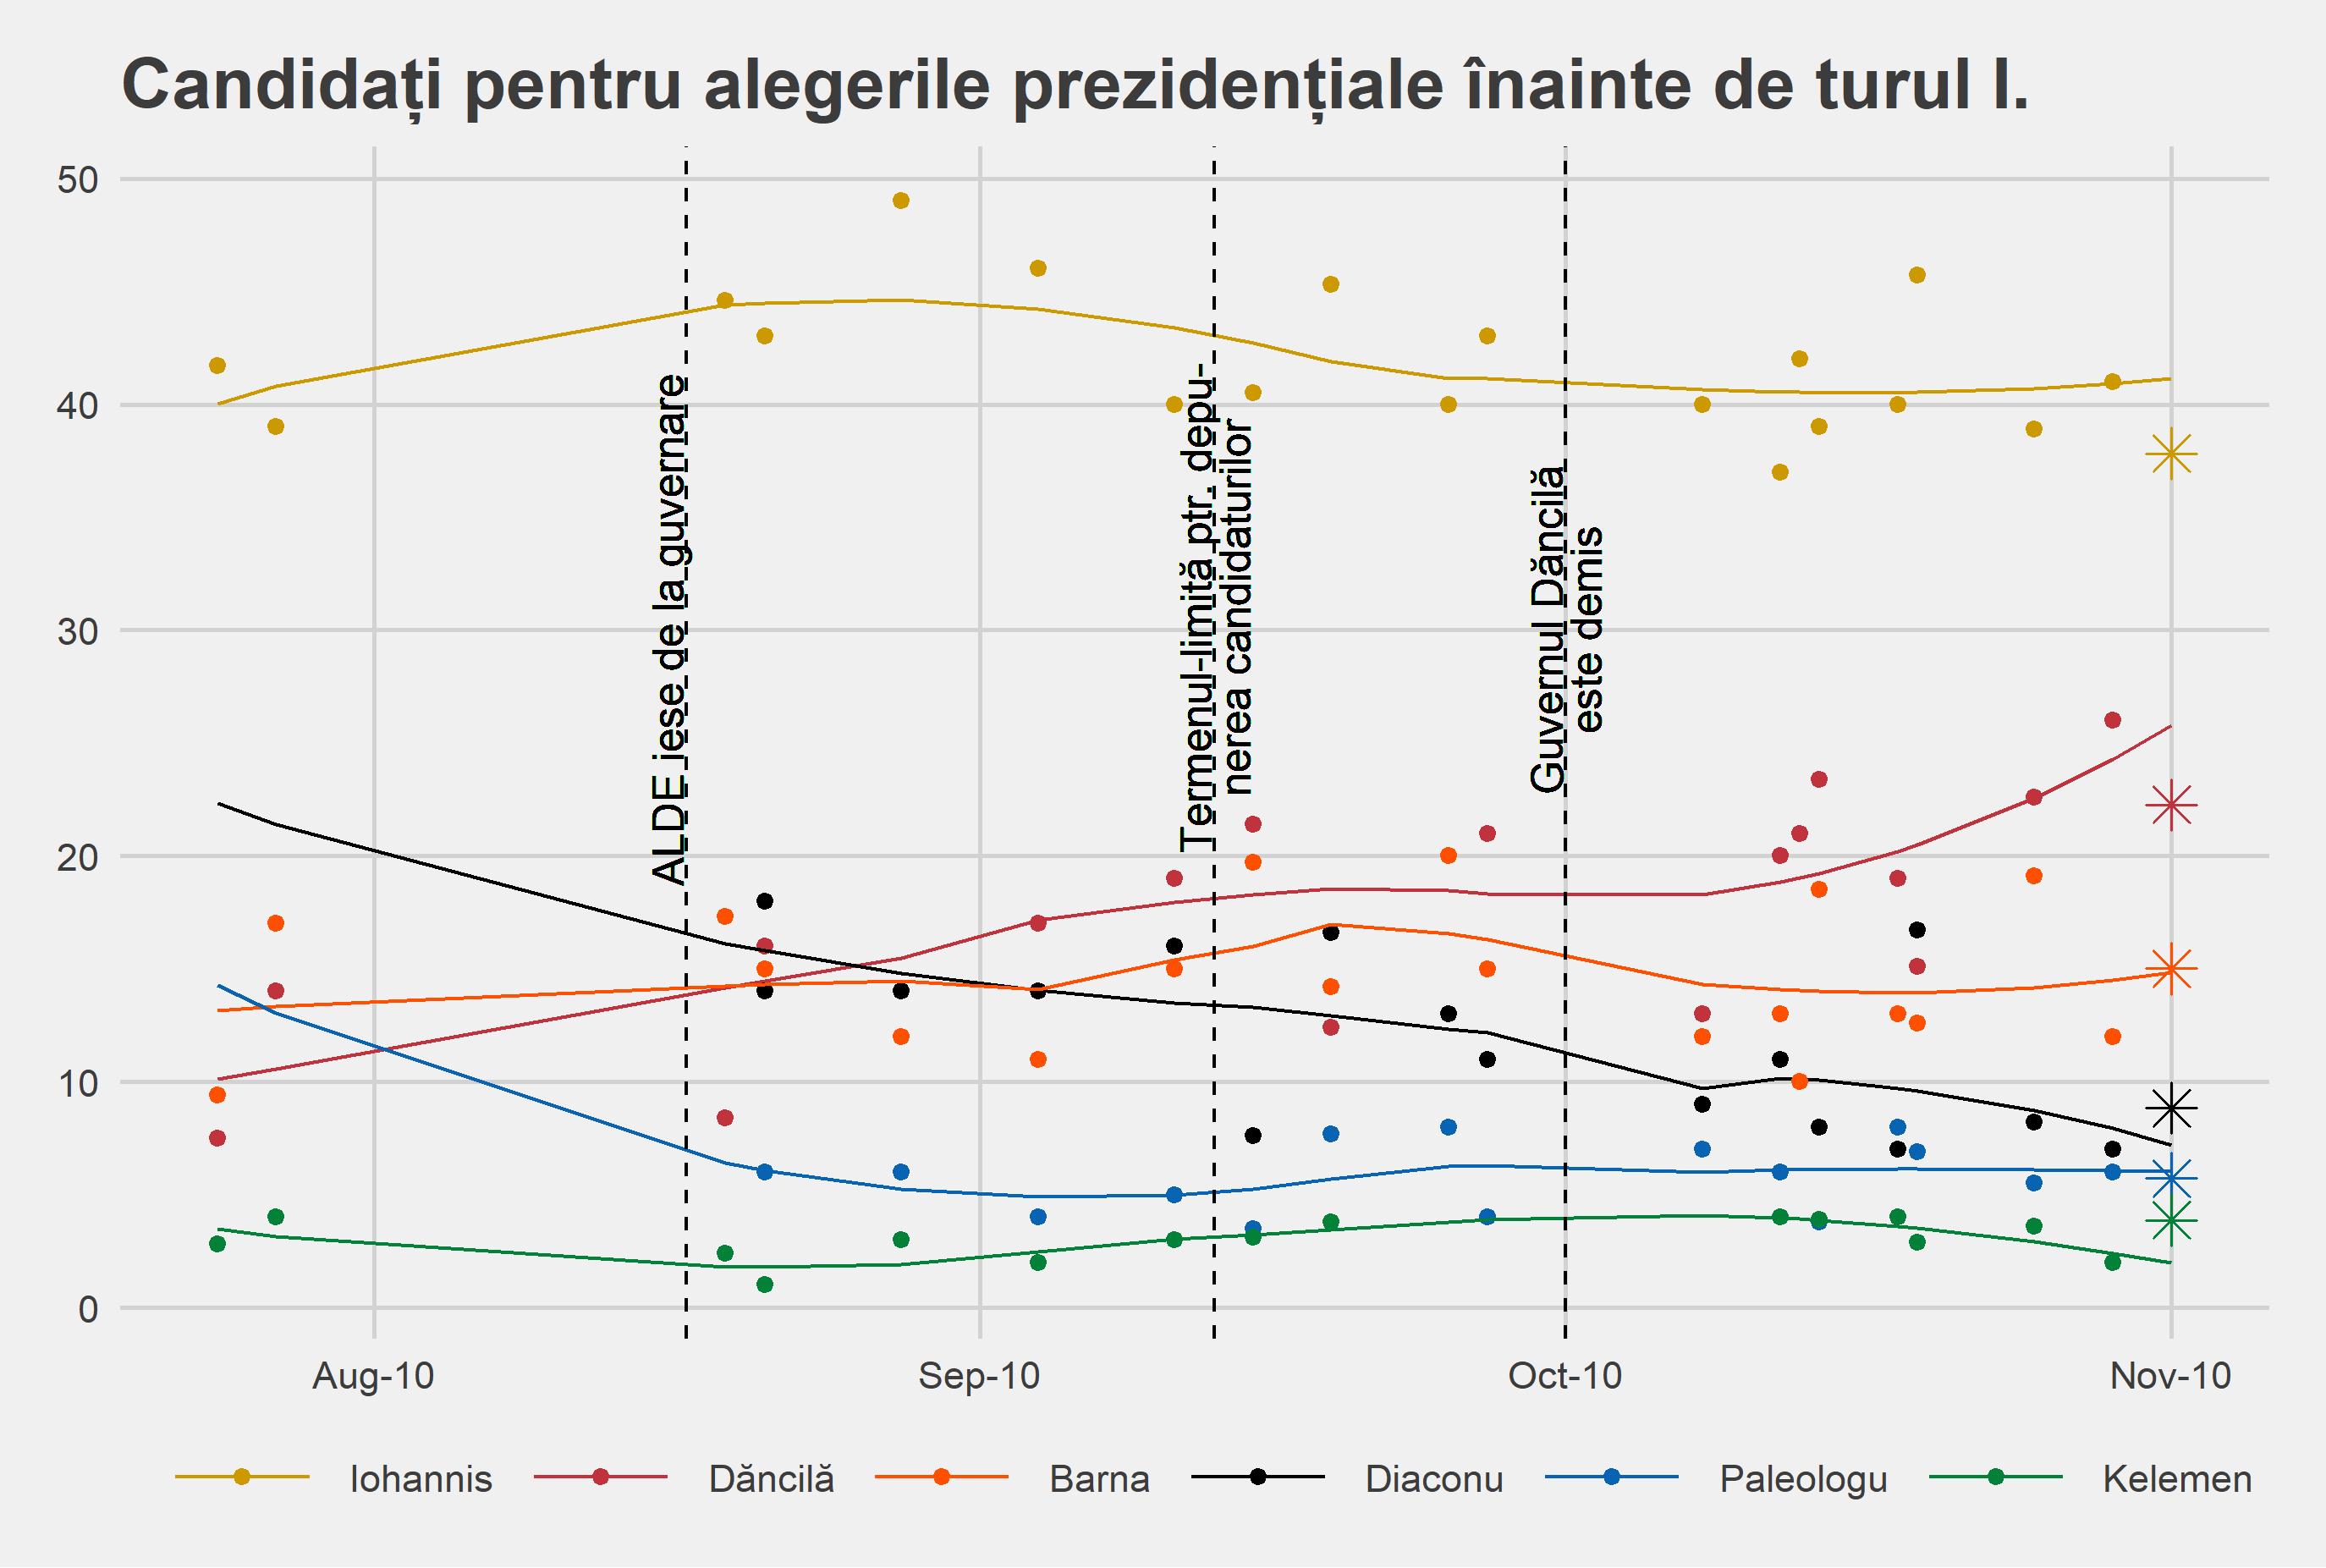 Candidați pentru alegerile prezidențiale înainte de turul I.
50
40
30
20
10
0
ALDE iese de la guvernare
Termenul-limită ptr. depu-
nerea candidaturilor
Guvernul Dăncilă
este demis
Aug-10
Sep-10
Oct-10
Nov-10
Iohannis
Dăncilă
Barna
Diaconu
Paleologu
Kelemen